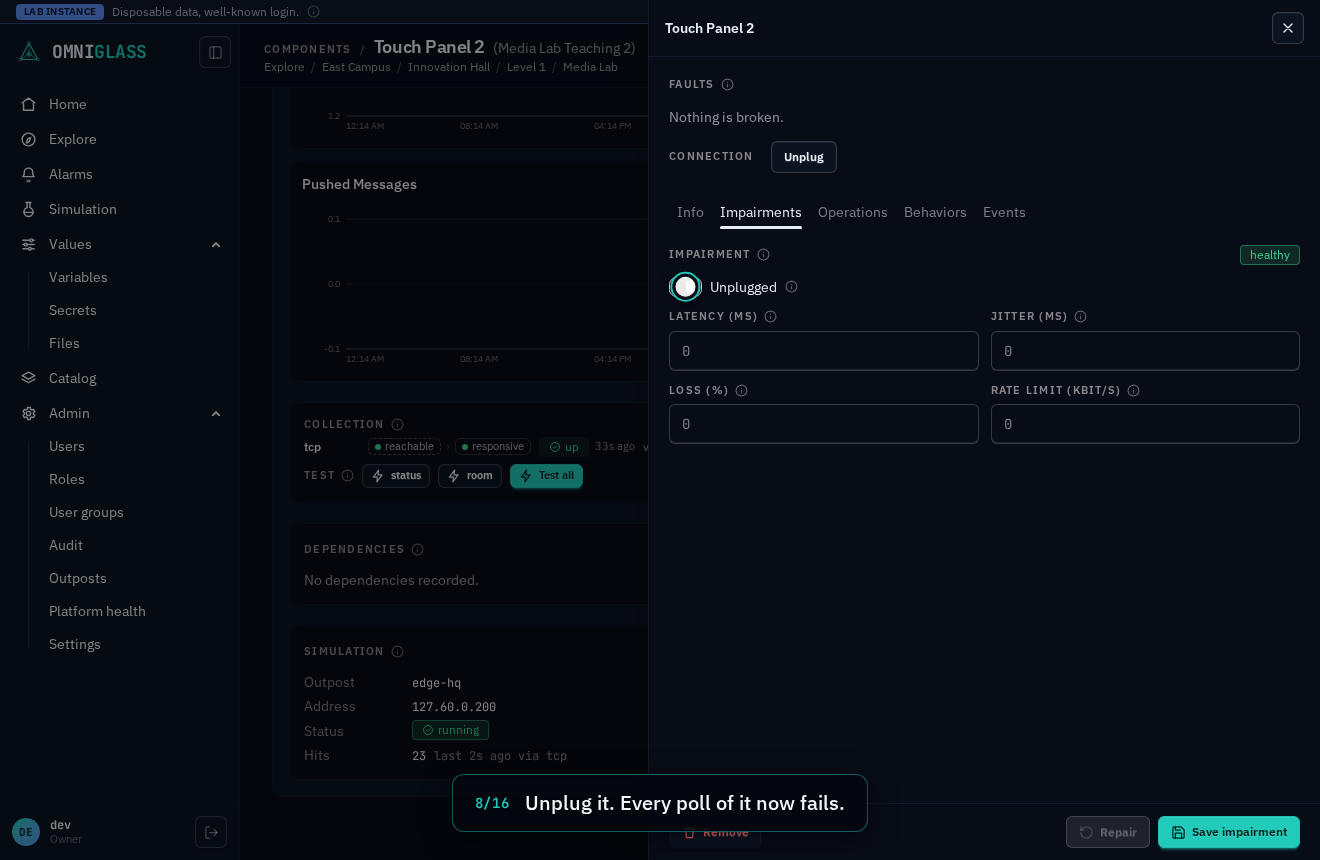 LAB INSTANCE Disposable data, well-known login.
OMNIGLASS
Home
Explore
Alarms
Simulation
Values
Variables
Secrets
Files
Catalog
Admin
Users
Roles
User groups
Audit
Outposts
Platform health
Settings
DE dev
Owner
COMPONENTS / Touch Panel 2 (Media Lab Teaching 2)
Explore / East Campus / Innovation Hall / Level 1 / Media Lab
1.2
12:14 AM 08:14 AM 04:14 PM
Pushed Messages
0.1
0.0
-0.1
12:14 AM 08:14 AM 04:14 PM
COLLECTION
tcp reachable › responsive up 33s ago v
TEST status room Test all
DEPENDENCIES
No dependencies recorded.
SIMULATION
Outpost edge-hq
Address 127.60.0.200
Status running
Hits 23 last 2s ago via tcp
Touch Panel 2
FAULTS
Nothing is broken.
CONNECTION Unplug
Info Impairments Operations Behaviors Events
IMPAIRMENT healthy
Unplugged
LATENCY (MS) JITTER (MS)
0 0
LOSS (%) RATE LIMIT (KBIT/S)
0 0
8/16 Unplug it. Every poll of it now fails.
Remove Repair Save impairment